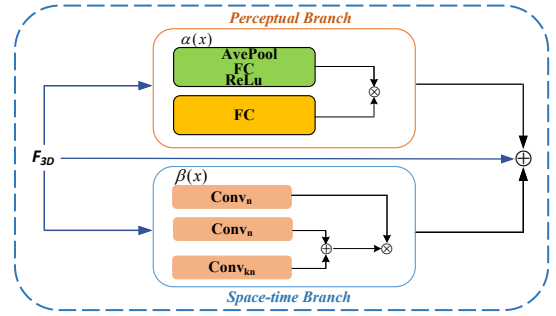 Perceptual Branch
α(x)
AvePool
FC
ReLu
FC
F3D
β(x)
Convn
Convn
Convkn
Space-time Branch